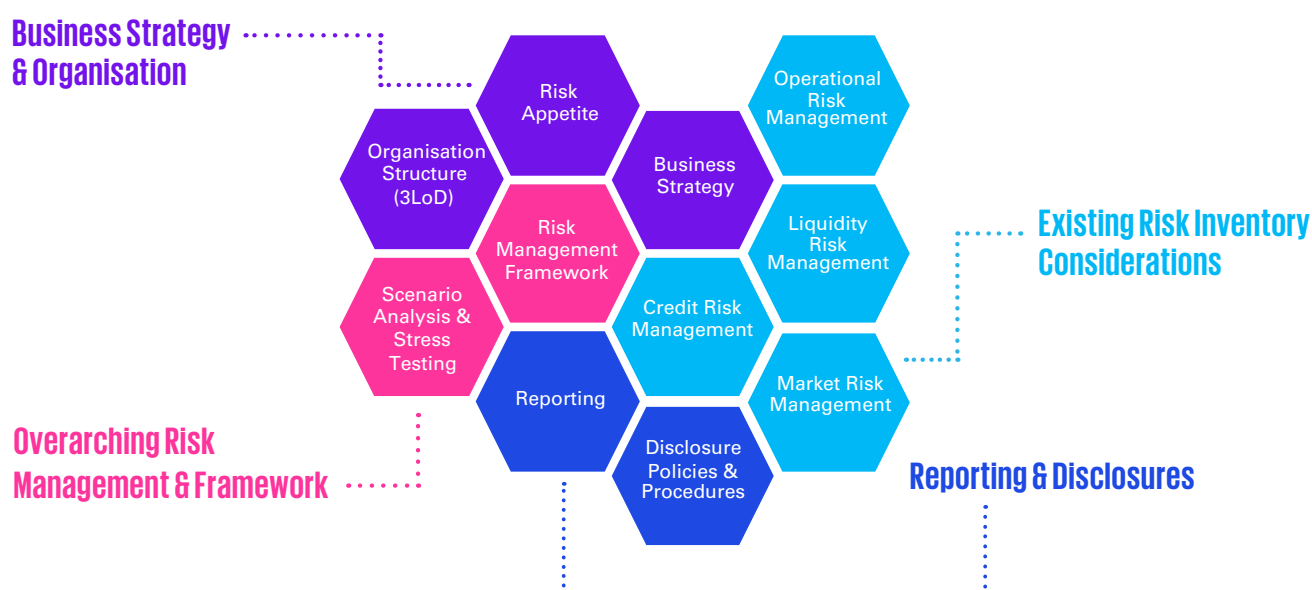 Business Strategy
& Organisation
Risk
Appetite
Operational
Risk
Management
Organisation
Structure
(3LoD)
Business
Strategy
Risk
Management
Framework
Liquidity
Risk
Management
Existing Risk Inventory
Considerations
Scenario
Analysis &
Stress
Testing
Credit Risk
Management
Reporting
Market Risk
Management
Overarching Risk
Management & Framework
Disclosure
Policies &
Procedures
Reporting & Disclosures